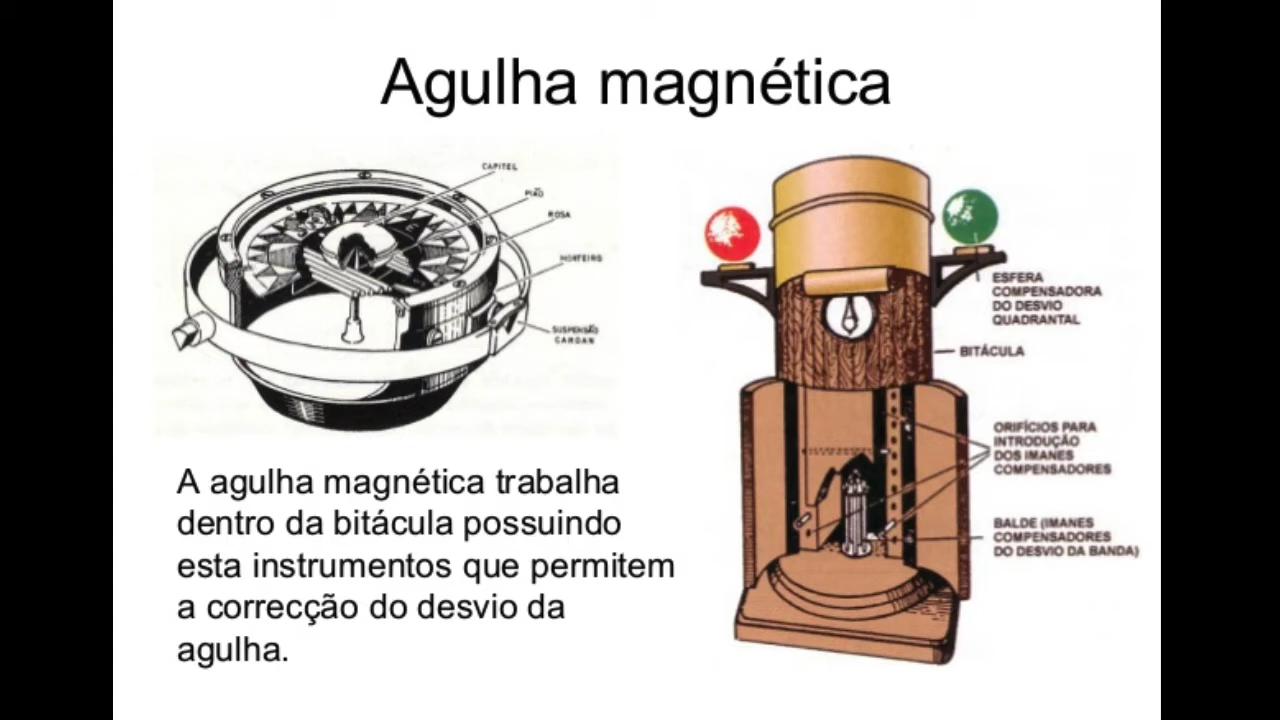 Agulha magnética
CAPITEL
PIÃO
ROSA
MORTEIRO
SUSPENSÃO
CARDAN
A agulha magnética trabalha
dentro da bitácula possuindo
esta instrumentos que permitem
a correcção do desvio da
agulha.
ESFERA
COMPENSADORA
DO DESVIO
QUADRANTAL
BITÁCULA
ORIFÍCIOS PARA
INTRODUÇÃO
DOS IMANES
COMPENSADORES
BALDE (IMANES
COMPENSADORES
DO DESVIO DA BANDA)